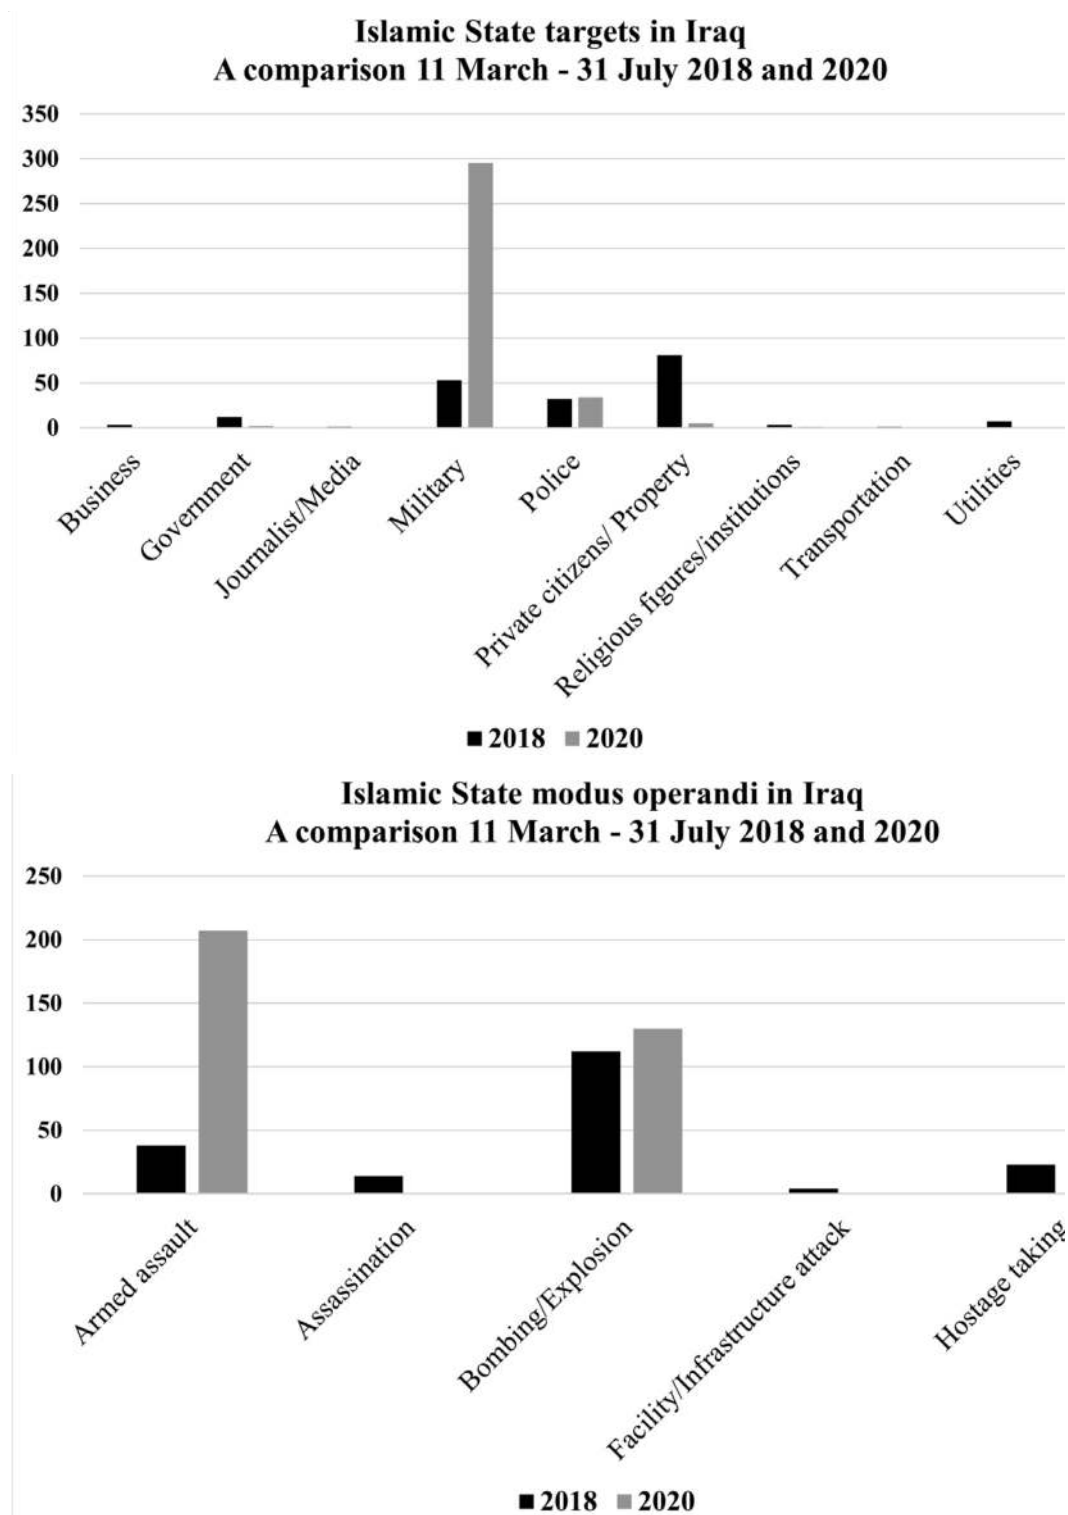 Islamic State targets in Iraq
A comparison 11 March - 31 July 2018 and 2020
350
300
250
200
150
100
50
0
Business
Government
Journalist/Media
Military
Police
Private citizens/ Property
Religious figures/institutions
Transportation
Utilities
2018 2020
Islamic State modus operandi in Iraq
A comparison 11 March - 31 July 2018 and 2020
250
200
150
100
50
0
Armed assault
Assassination
Bombing/Explosion
Facility/Infrastructure attack
Hostage taking
2018 2020